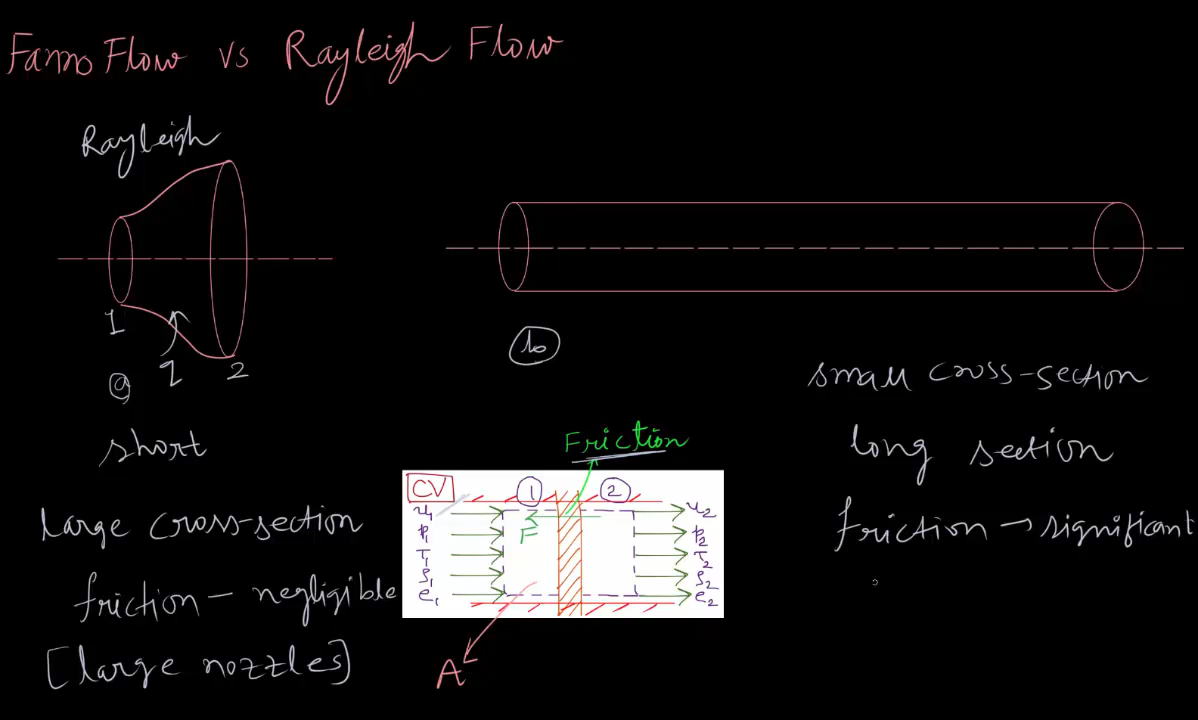 Fanno Flow vs Rayleigh Flow
Rayleigh
1
q
2
a
b
short
large cross-section
friction - negligible
[large nozzles]
Friction
CV
1
2
u₁
p₁
T₁
ρ₁
e₁
F
u₂
p₂
T₂
ρ₂
e₂
A
small cross-section
long section
friction → significant